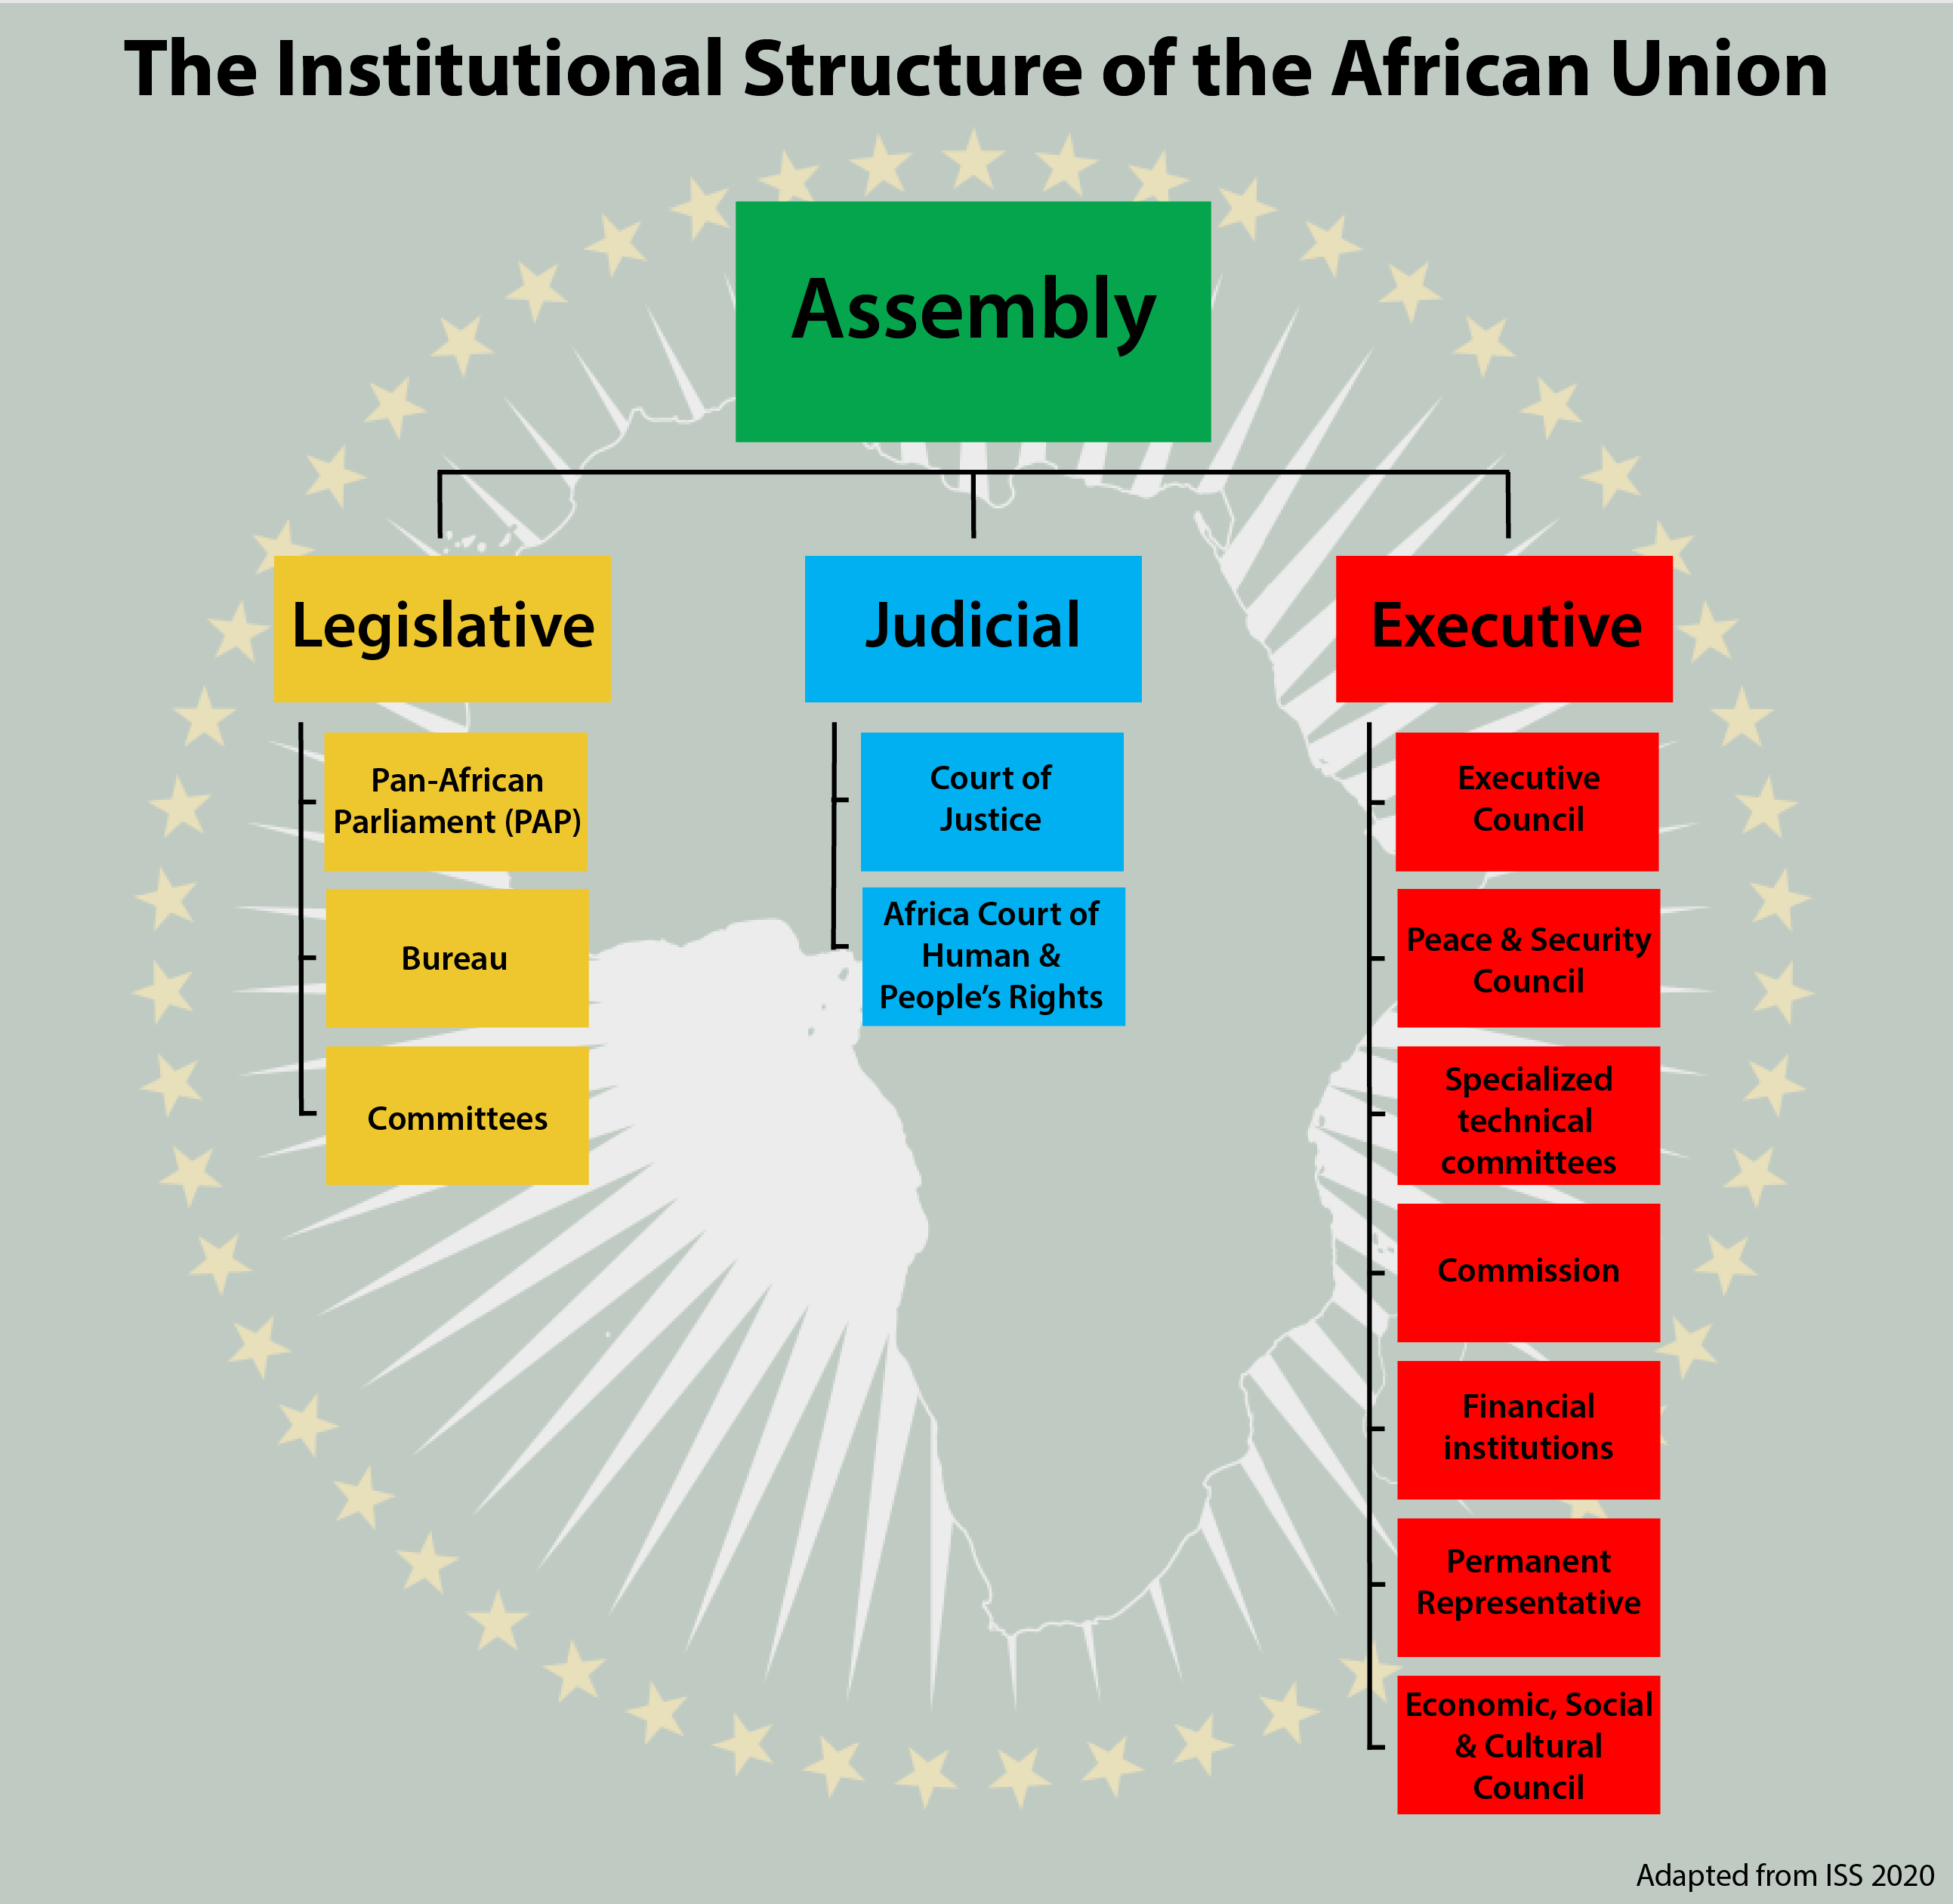 The Institutional Structure of the African Union
Assembly
Legislative
Pan-African
Parliament (PAP)
Bureau
Committees
Judicial
Court of
Justice
Africa Court of
Human &
People’s Rights
Executive
Executive
Council
Peace & Security
Council
Specialized
technical
committees
Commission
Financial
institutions
Permanent
Representative
Economic, Social
& Cultural
Council
Adapted from ISS 2020